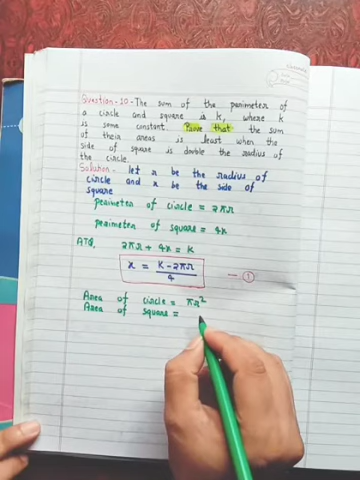 Question-10 - The sum of the perimeter of
a circle and square is k, where k
is some constant. Prove that the sum
of their areas is least when the
side of square is double the radius of
the circle.
Solution - let r be the radius of
circle and x be the side of
square
perimeter of circle = 2πr
perimeter of square = 4x
ATQ, 2πr + 4x = k
x = k - 2πr / 4 — ①
Area of circle = πr²
Area of square =